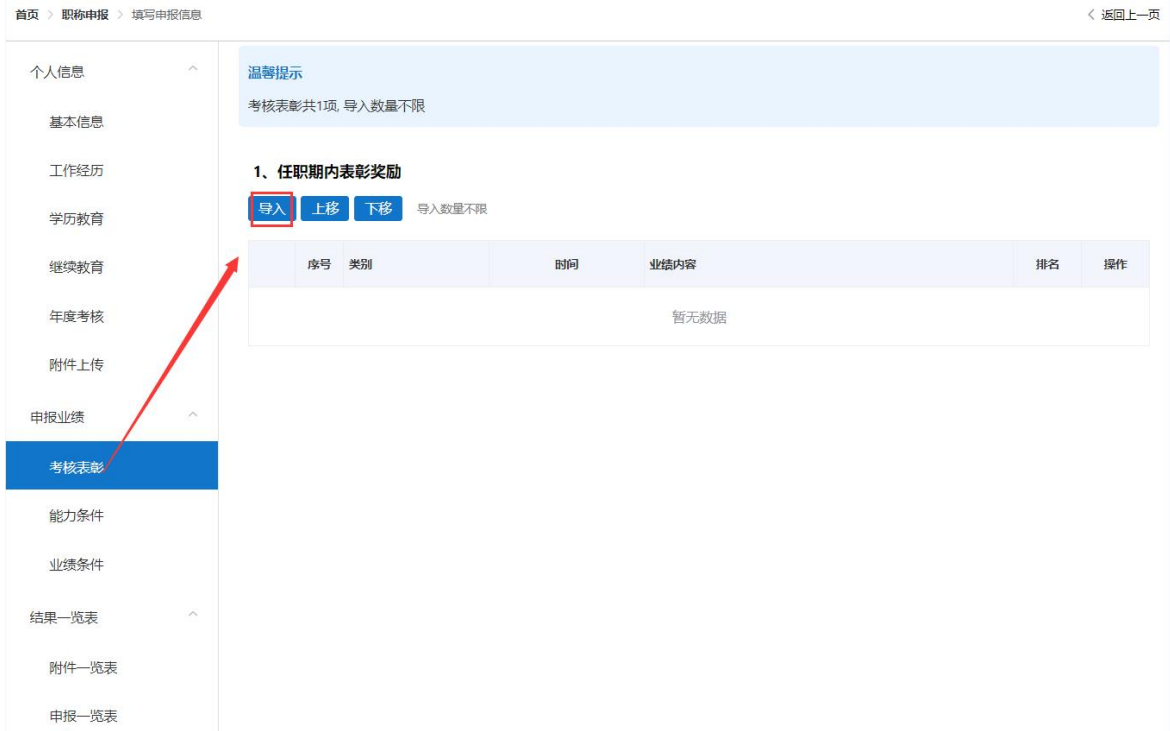 首页 > 职称申报 > 填写申报信息
< 返回上一页
个人信息
基本信息
工作经历
学历教育
继续教育
年度考核
附件上传
申报业绩
考核表彰
能力条件
业绩条件
结果一览表
附件一览表
申报一览表
温馨提示
考核表彰共1项, 导入数量不限
1、任职期内表彰奖励
导入 上移 下移 导入数量不限
序号 类别 时间 业绩内容 排名 操作
暂无数据